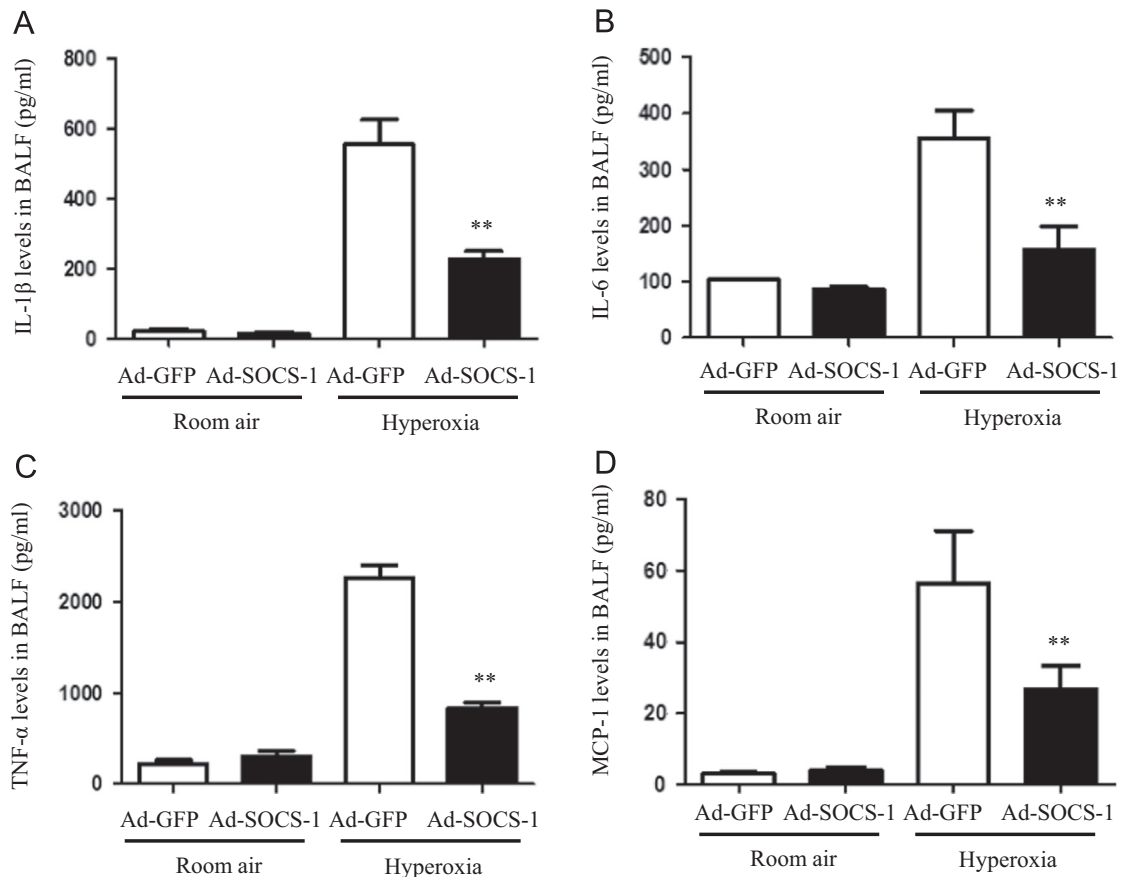 A
IL-1β levels in BALF (pg/ml)
800
600
400
200
0
**
Ad-GFP Ad-SOCS-1 Ad-GFP Ad-SOCS-1
Room air Hyperoxia
B
IL-6 levels in BALF (pg/ml)
500
400
300
200
100
0
**
Ad-GFP Ad-SOCS-1 Ad-GFP Ad-SOCS-1
Room air Hyperoxia
C
TNF-α levels in BALF (pg/ml)
3000
2000
1000
0
**
Ad-GFP Ad-SOCS-1 Ad-GFP Ad-SOCS-1
Room air Hyperoxia
D
MCP-1 levels in BALF (pg/ml)
80
60
40
20
0
**
Ad-GFP Ad-SOCS-1 Ad-GFP Ad-SOCS-1
Room air Hyperoxia